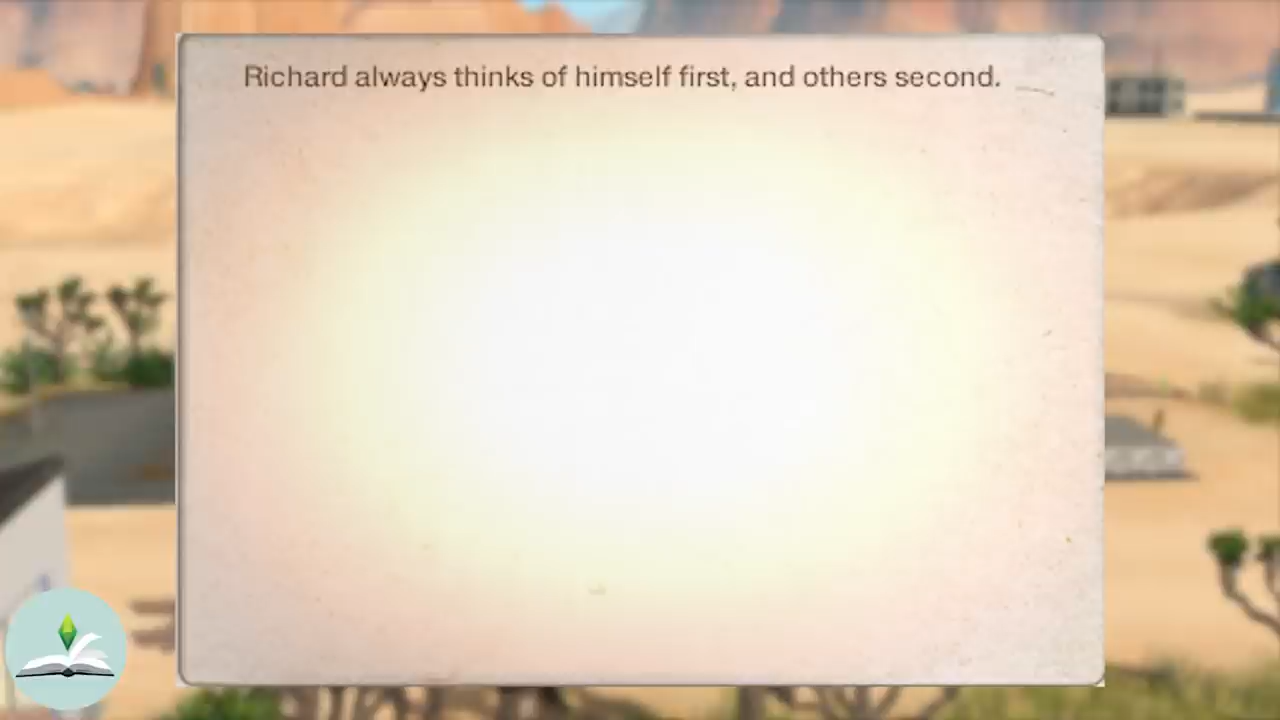 Richard always thinks of himself first, and others second.